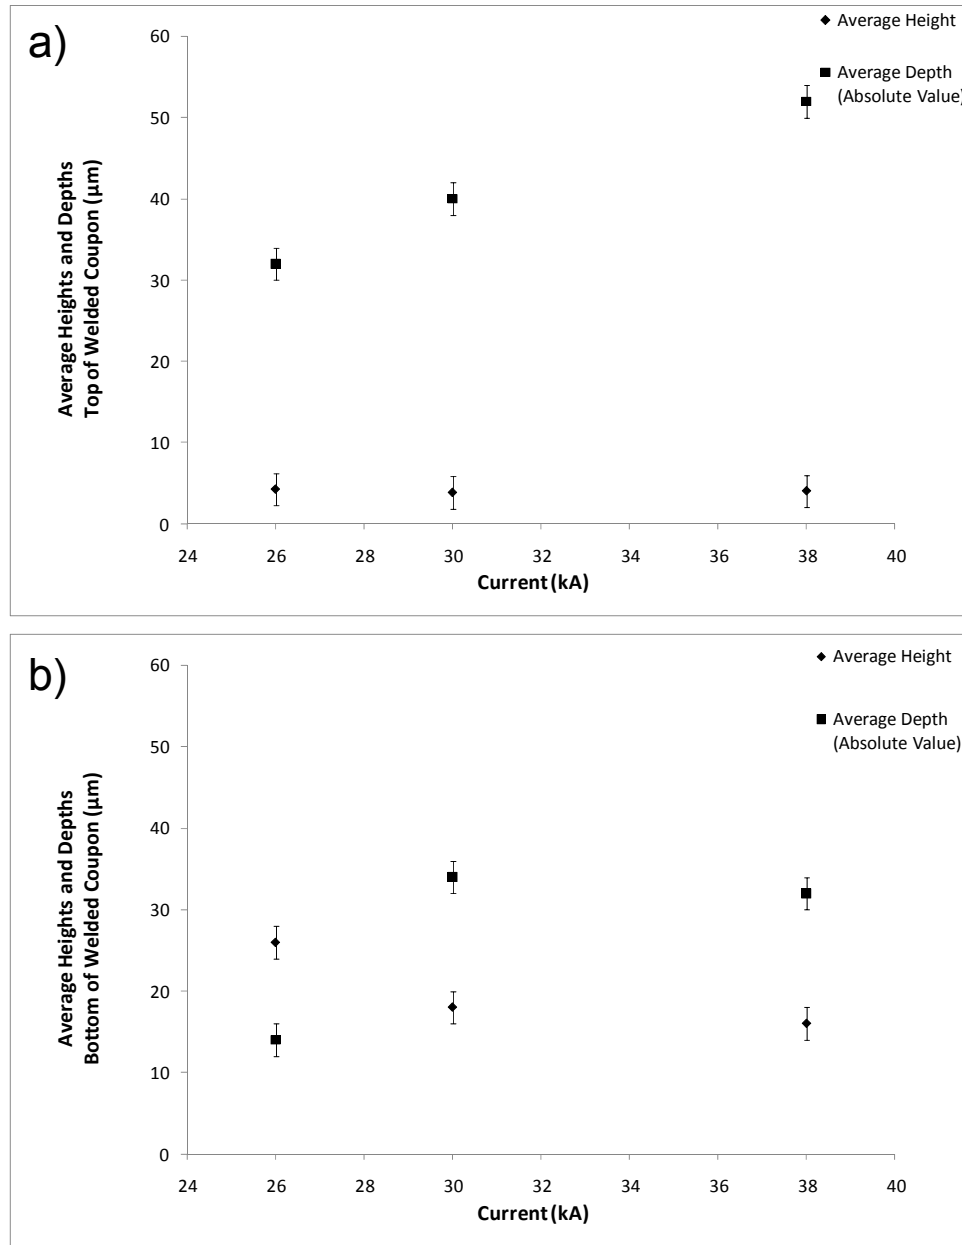 a)
Average Height
Average Depth
(Absolute Value)
60
50
40
30
20
10
0
Average Heights and Depths
Top of Welded Coupon (µm)
24 26 28 30 32 34 36 38 40
Current (kA)
b)
Average Height
Average Depth
(Absolute Value)
60
50
40
30
20
10
0
Average Heights and Depths
Bottom of Welded Coupon (µm)
24 26 28 30 32 34 36 38 40
Current (kA)